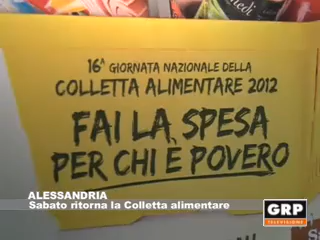 16ª GIORNATA NAZIONALE DELLA
COLLETTA ALIMENTARE 2012
FAI LA SPESA
PER CHI È POVERO
ALESSANDRIA
Sabato ritorna la Colletta alimentare
GRP
TELEVISIONE